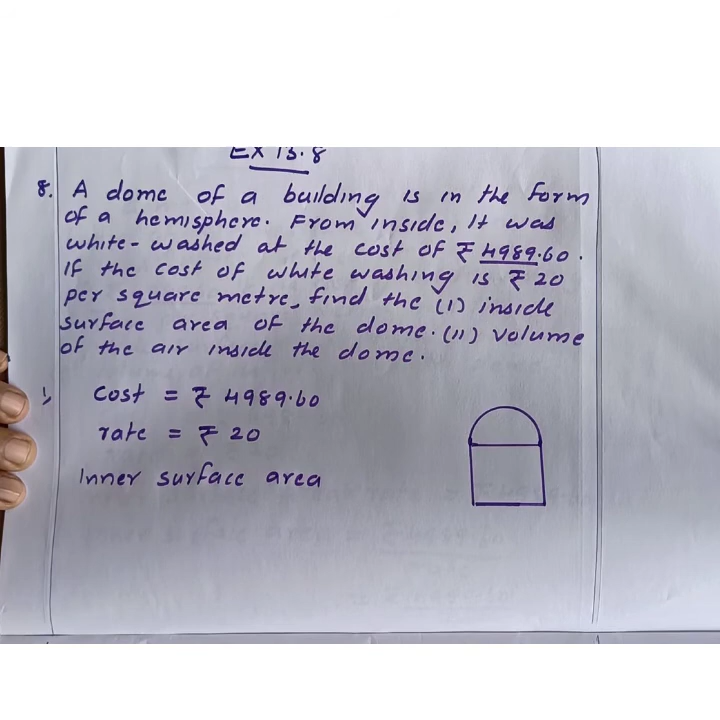 Ex 13.8
8. A dome of a building is in the form
of a hemisphere. From inside, it was
white-washed at the cost of ₹ 4989.60.
If the cost of white washing is ₹ 20
per square metre, find the (i) inside
surface area of the dome. (ii) volume
of the air inside the dome.
Cost = ₹ 4989.60
rate = ₹ 20
Inner surface area